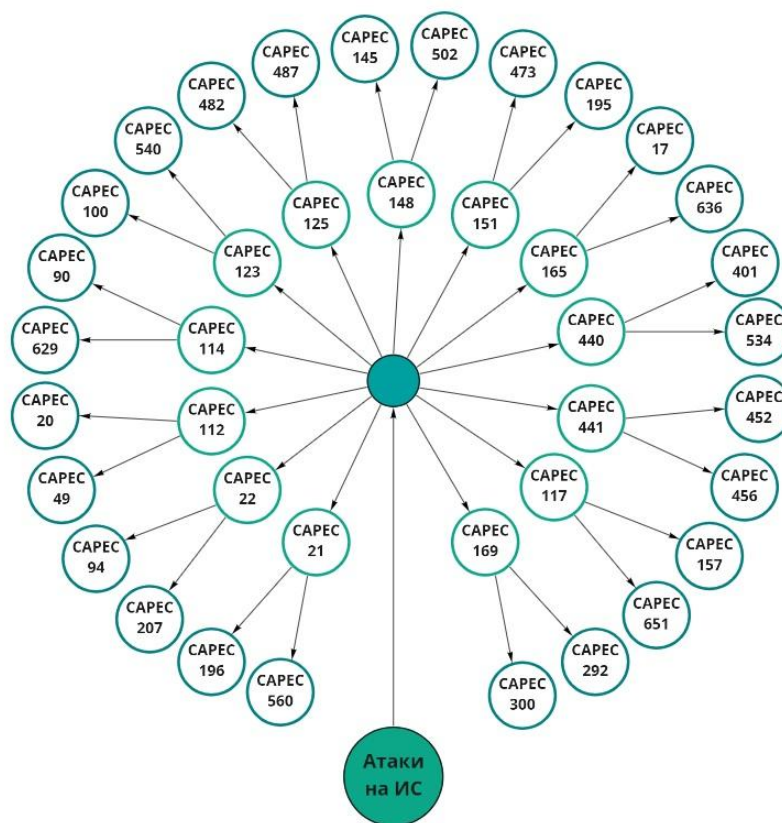 CAPEC
145
CAPEC
502
CAPEC
487
CAPEC
473
CAPEC
482
CAPEC
195
CAPEC
540
CAPEC
17
CAPEC
100
CAPEC
148
CAPEC
636
CAPEC
125
CAPEC
151
CAPEC
90
CAPEC
123
CAPEC
165
CAPEC
401
CAPEC
629
CAPEC
114
CAPEC
440
CAPEC
534
CAPEC
20
CAPEC
112
CAPEC
441
CAPEC
452
CAPEC
49
CAPEC
22
CAPEC
117
CAPEC
456
CAPEC
94
CAPEC
21
CAPEC
169
CAPEC
157
CAPEC
207
CAPEC
651
CAPEC
196
CAPEC
292
CAPEC
560
CAPEC
300
Атаки
на ИС